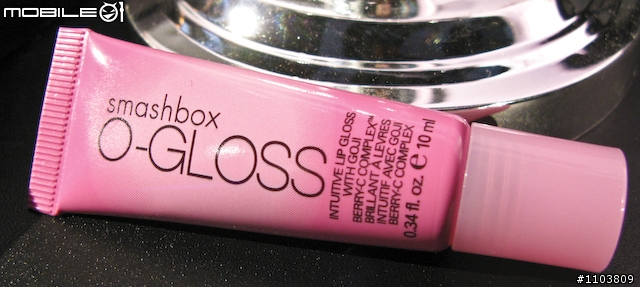 MOBILE01
smashbox
O-GLOSS
INTUITIVE LIP GLOSS
WITH GOJI
BERRY-C COMPLEX™
BRILLANT À LÈVRES
INTUITIF AVEC GOJI
BERRY-C COMPLEX
0.34 fl. oz. e 10 ml
#1103809